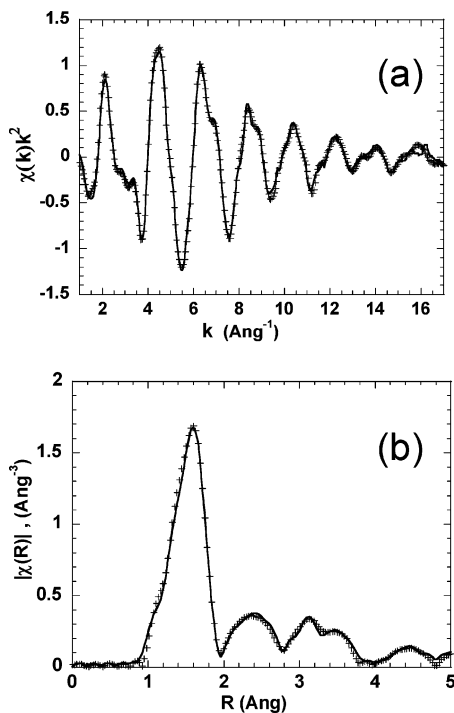 (a)
χ(k)k²
1.5
1
0.5
0
-0.5
-1
-1.5
2 4 6 8 10 12 14 16
k (Ang⁻¹)
(b)
|χ(R)| , (Ang⁻³)
2
1.5
1
0.5
0
0 1 2 3 4 5
R (Ang)